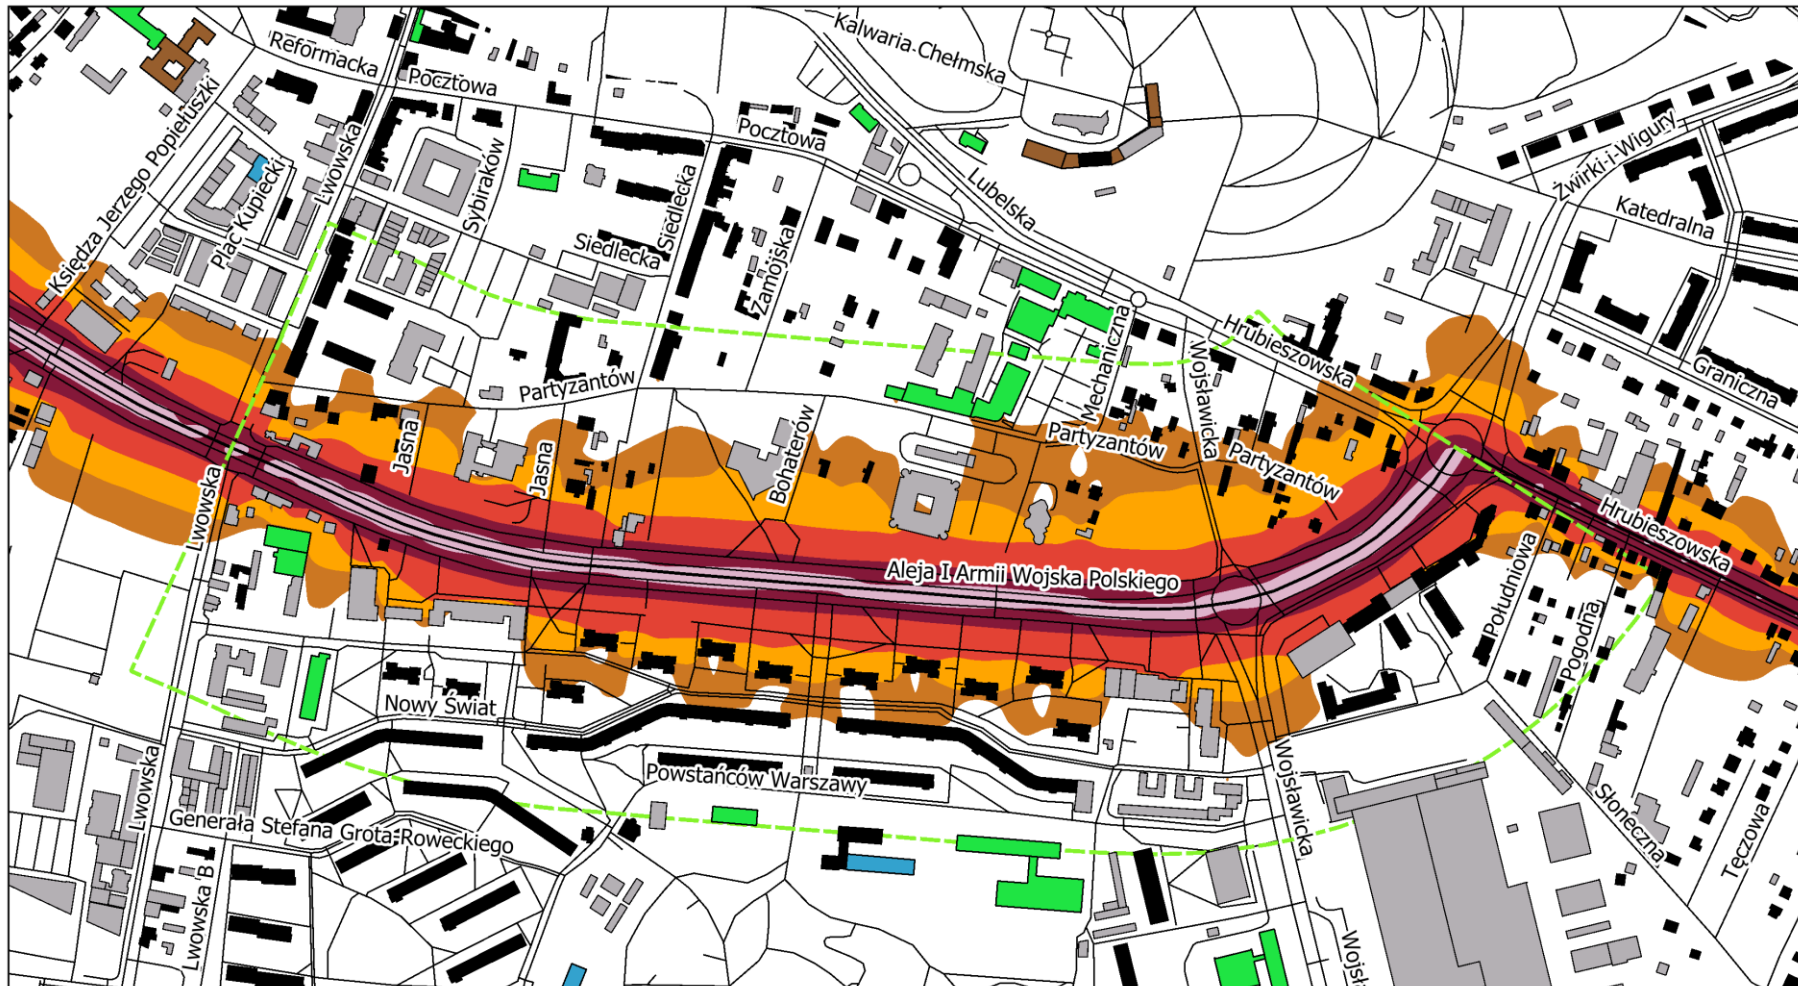 Kalwaria Chełmska
Reformacka
Pocztowa
Księdza Jerzego Popiełuszki
Lwowska
Pocztowa
Żwirki-i-Wigury
Plac Kupiecki
Sybiraków
Siedlecka
Siedlecka
Zamojska
Lubelska
Katedralna
Mechaniczna
Wojsławicka
Hrubieszowska
Graniczna
Partyzantów
Jasna
Jasna
Bohaterów
Partyzantów
Partyzantów
Lwowska
Hrubieszowska
Aleja I Armii Wojska Polskiego
Południowa
Pogodna
Nowy Świat
Lwowska
Powstańców Warszawy
Wojsławicka
Słoneczna
Tęczowa
Generała Stefana Grota-Roweckiego
Lwowska B